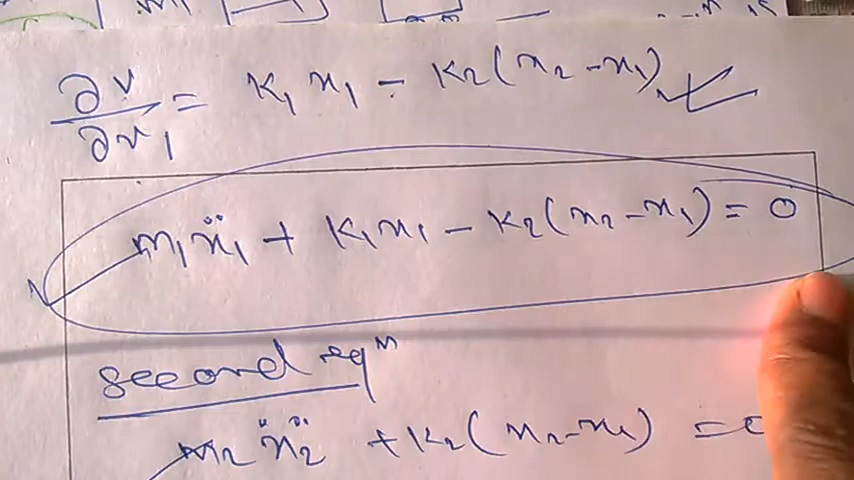 ∂v/∂x₁ = K₁x₁ - K₂(x₂-x₁)
m₁ẍ₁ + K₁x₁ - K₂(x₂-x₁) = 0
second eqⁿ
m₂ẍ₂ + K₂(x₂-x₁) = 0